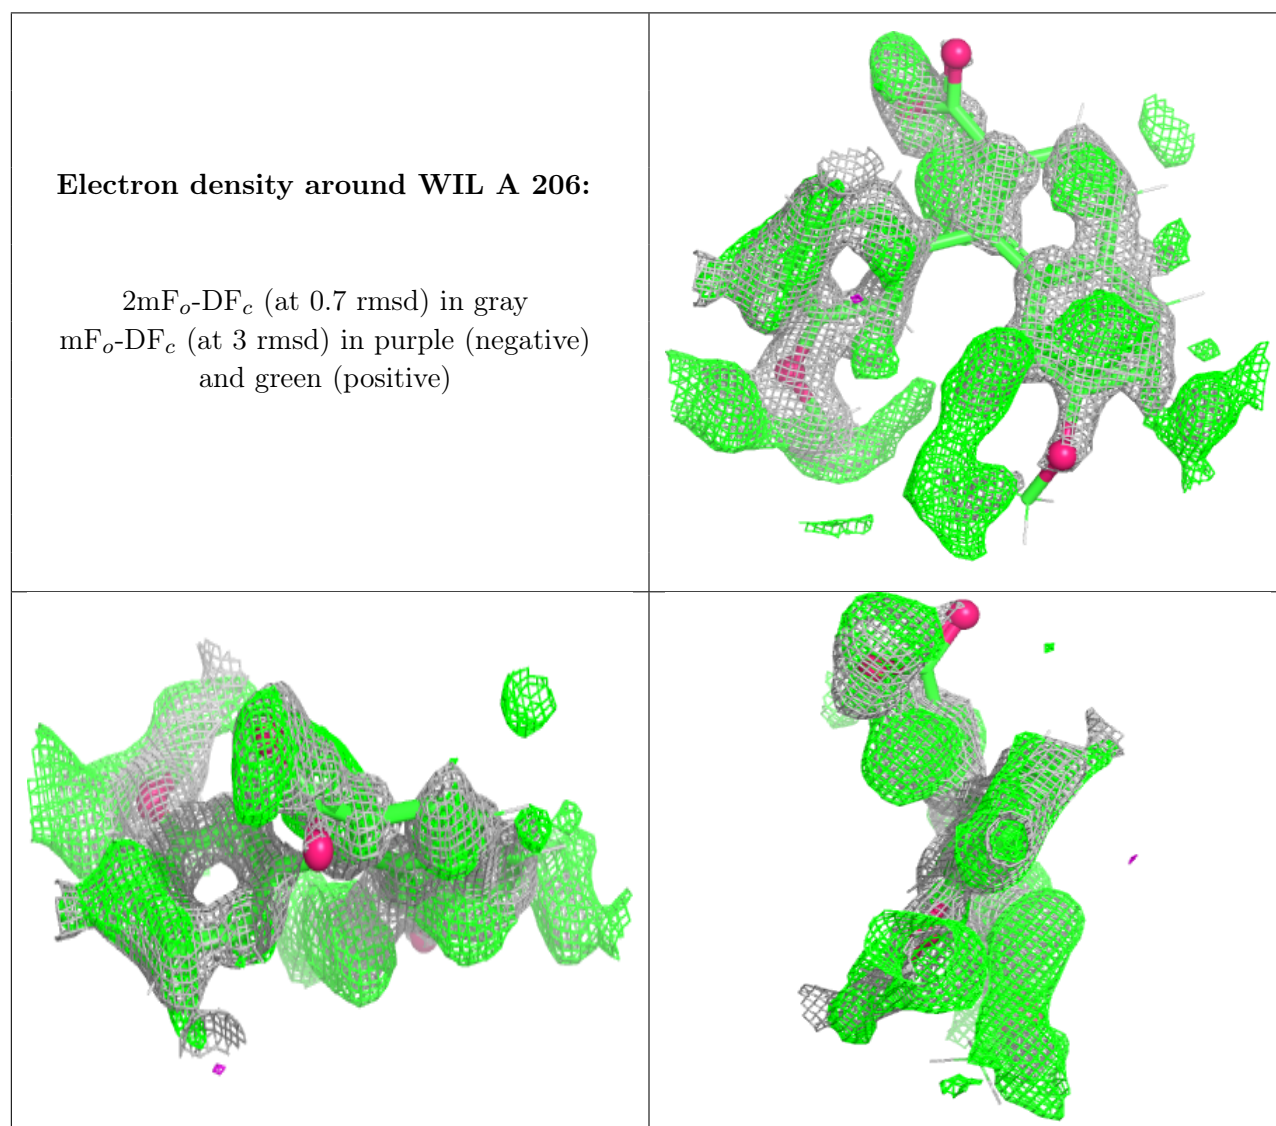 Electron density around WIL A 206:
2mFo-DFc (at 0.7 rmsd) in gray
mFo-DFc (at 3 rmsd) in purple (negative)
and green (positive)